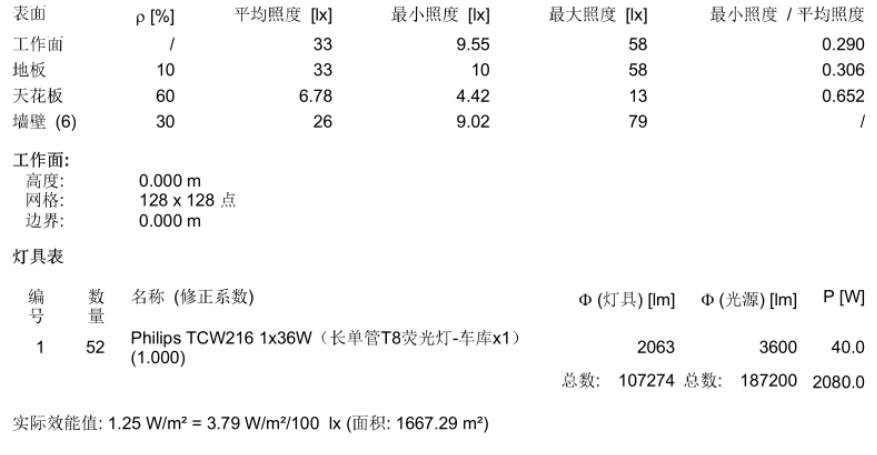 表面 ρ [%] 平均照度 [lx] 最小照度 [lx] 最大照度 [lx] 最小照度 / 平均照度
工作面 / 33 9.55 58 0.290
地板 10 33 10 58 0.306
天花板 60 6.78 4.42 13 0.652
墙壁 (6) 30 26 9.02 79 /
工作面:
高度: 0.000 m
网格: 128 x 128 点
边界: 0.000 m
灯具表
编号 数量 名称 (修正系数) Φ (灯具) [lm] Φ (光源) [lm] P [W]
1 52 Philips TCW216 1x36W（长单管T8荧光灯-车库x1） 2063 3600 40.0
(1.000)
总数: 107274 总数: 187200 2080.0
实际效能值: 1.25 W/m² = 3.79 W/m²/100 lx (面积: 1667.29 m²)